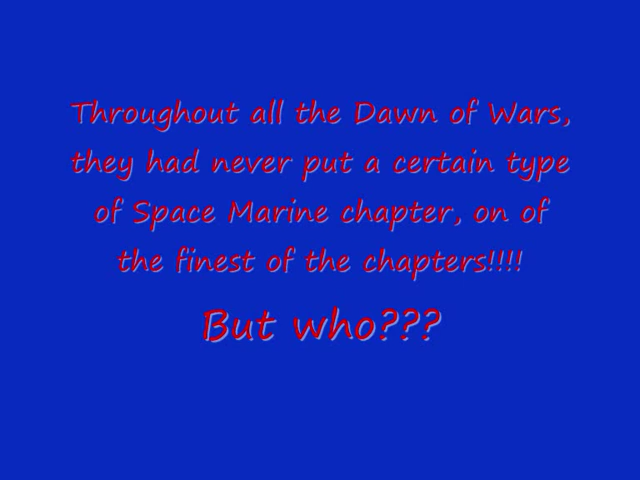 Throughout all the Dawn of Wars,
they had never put a certain type
of Space Marine chapter, on of
the finest of the chapters!!!!
But who???